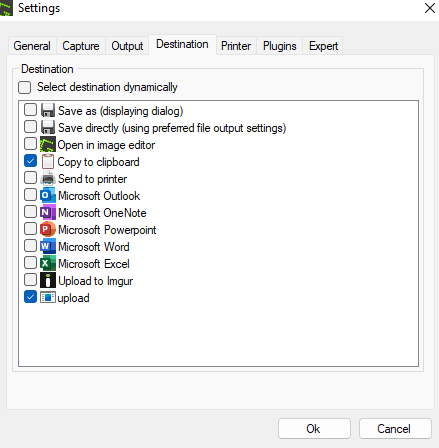 Settings
General Capture Output Destination Printer Plugins Expert
Destination
Select destination dynamically
Save as (displaying dialog)
Save directly (using preferred file output settings)
Open in image editor
Copy to clipboard
Send to printer
Microsoft Outlook
Microsoft OneNote
Microsoft Powerpoint
Microsoft Word
Microsoft Excel
Upload to Imgur
upload
Ok Cancel